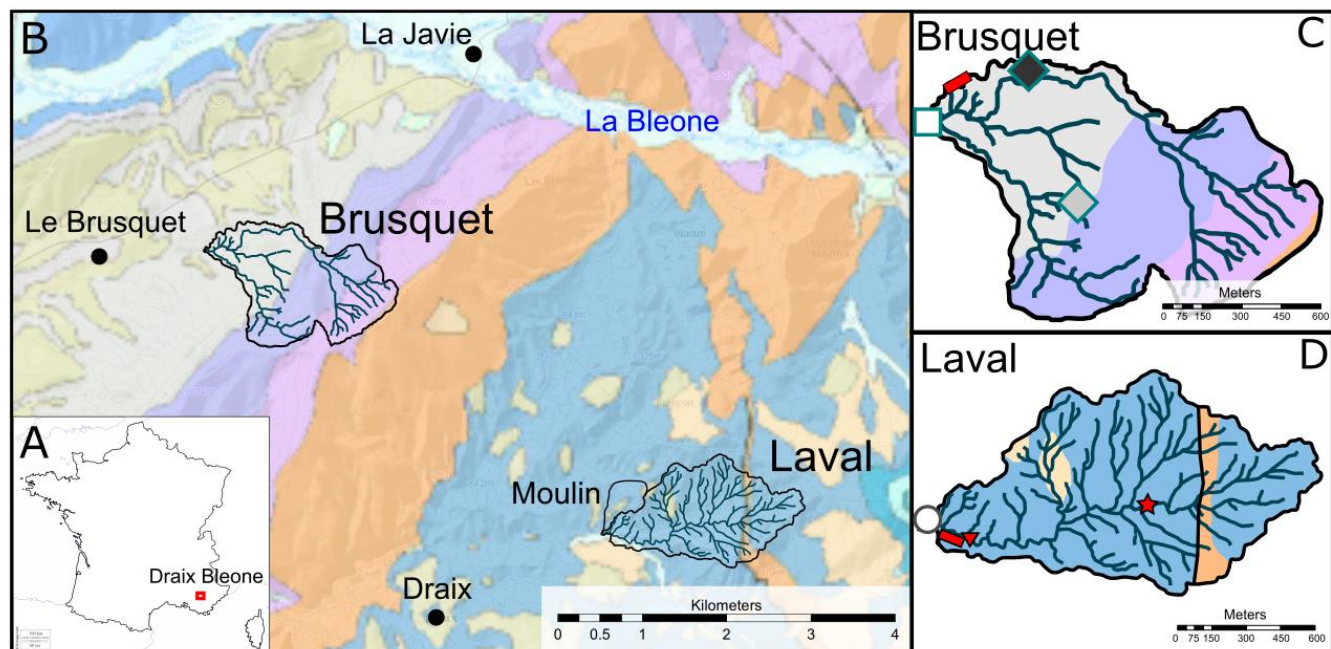 B
La Javie
La Bleone
Le Brusquet
Brusquet
Laval
Moulin
Draix
Kilometers
0 0.5 1 2 3 4
A
Draix Bleone
Brusquet
C
Meters
0 75 150 300 450 600
Laval
D
Meters
0 75 150 300 450 600